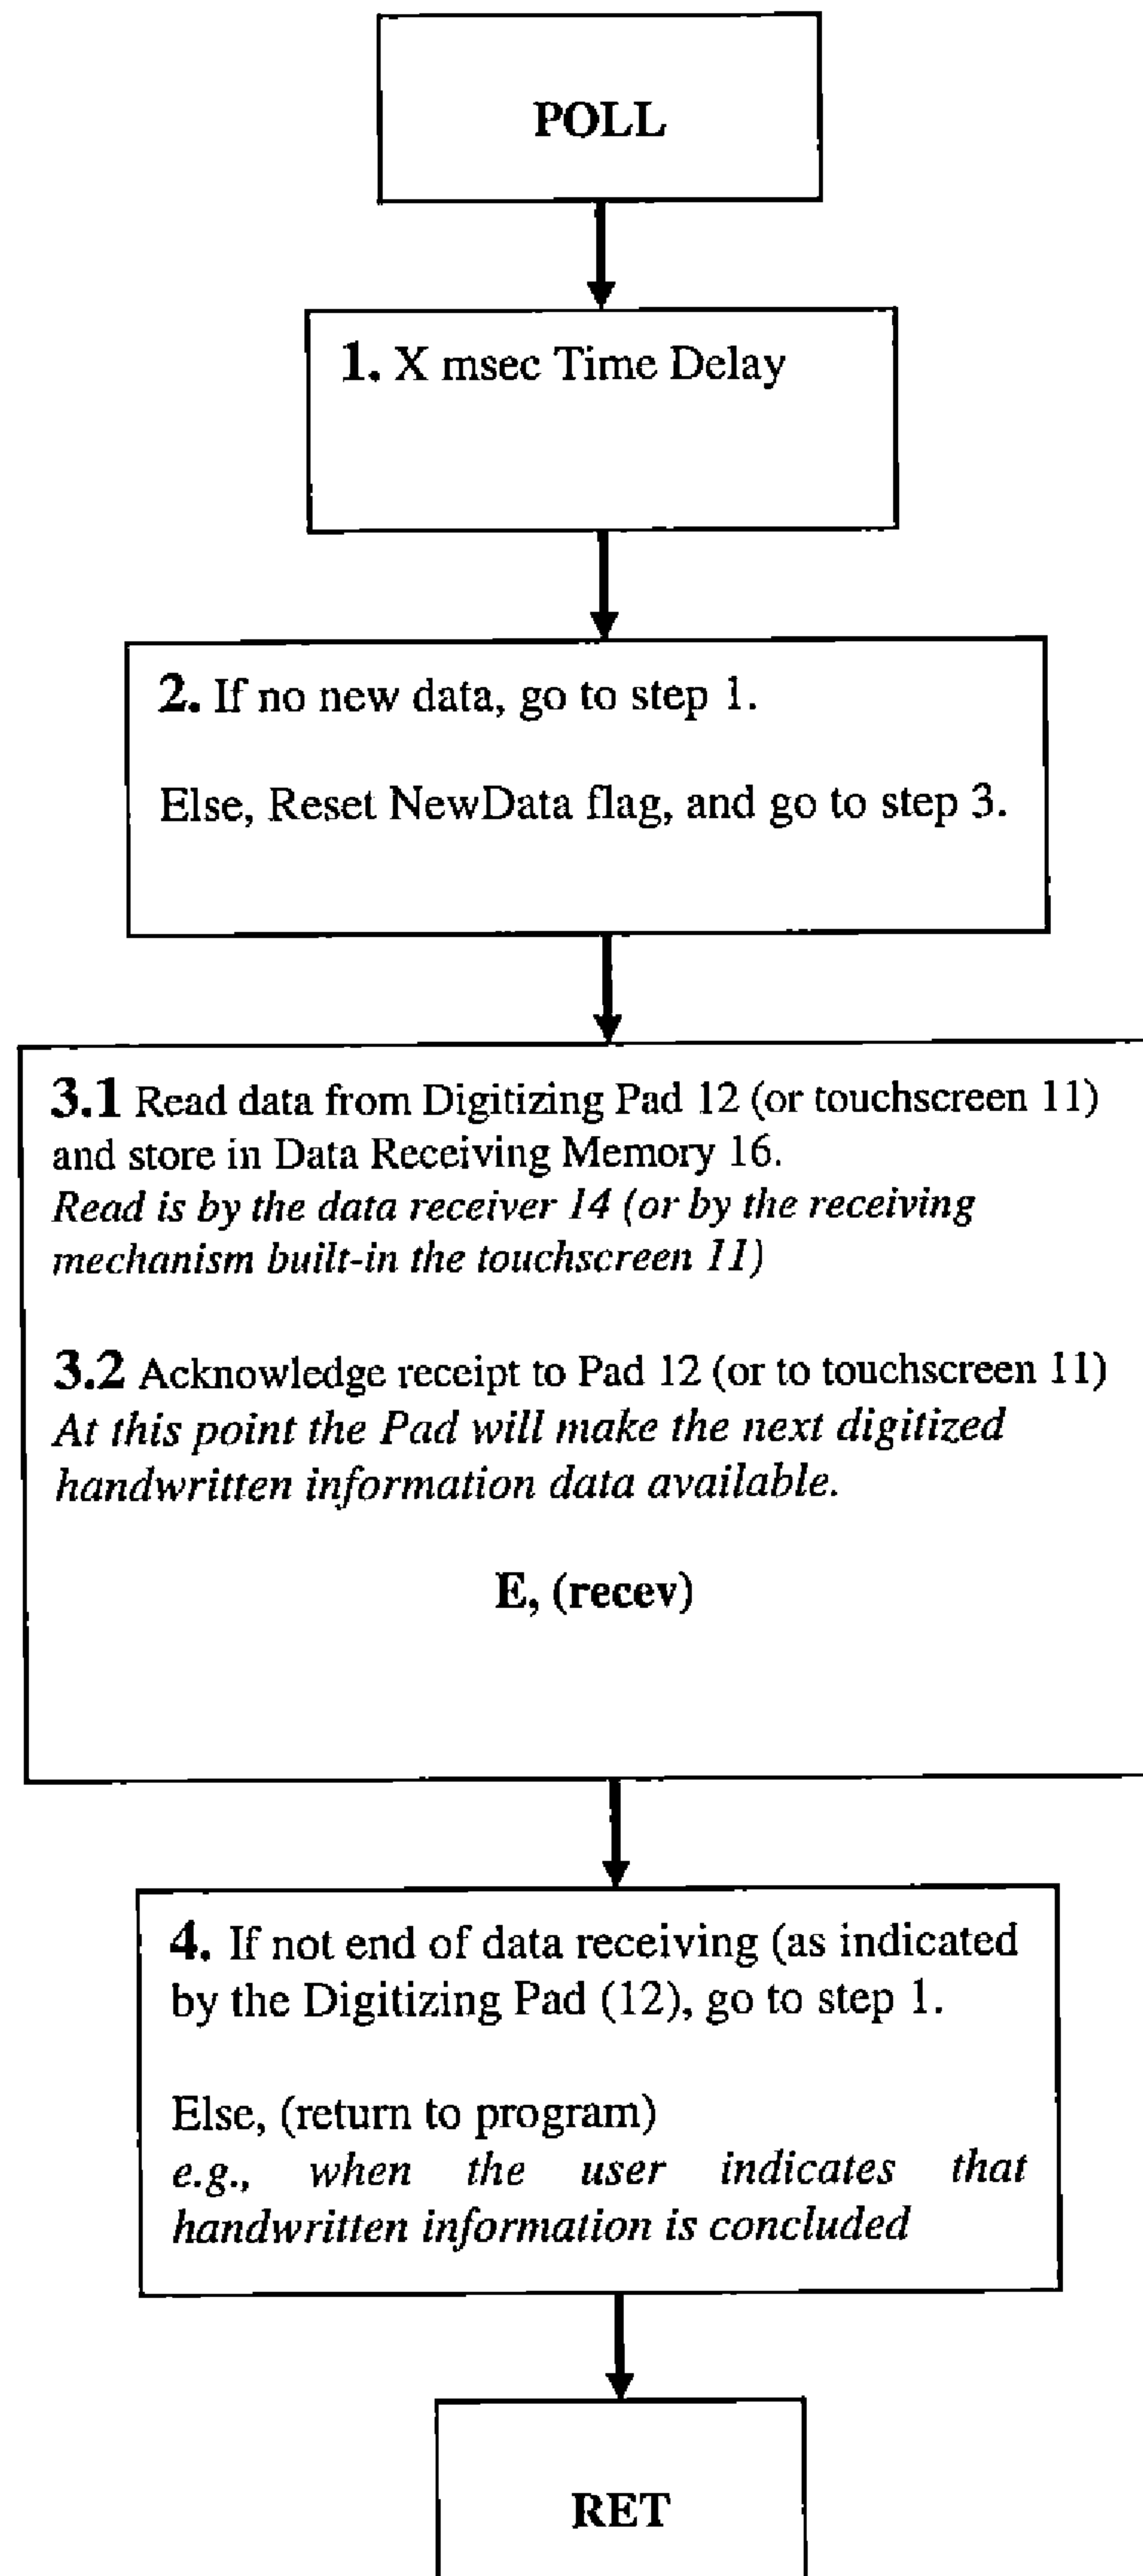 POLL
1. X msec Time Delay
2. If no new data, go to step 1.
Else, Reset NewData flag, and go to step 3.
3.1 Read data from Digitizing Pad 12 (or touchscreen 11)
and store in Data Receiving Memory 16.
Read is by the data receiver 14 (or by the receiving
mechanism built-in the touchscreen 11)
3.2 Acknowledge receipt to Pad 12 (or to touchscreen 11)
At this point the Pad will make the next digitized
handwritten information data available.
E, (recev)
4. If not end of data receiving (as indicated
by the Digitizing Pad (12), go to step 1.
Else, (return to program)
e.g., when the user indicates that
handwritten information is concluded
RET